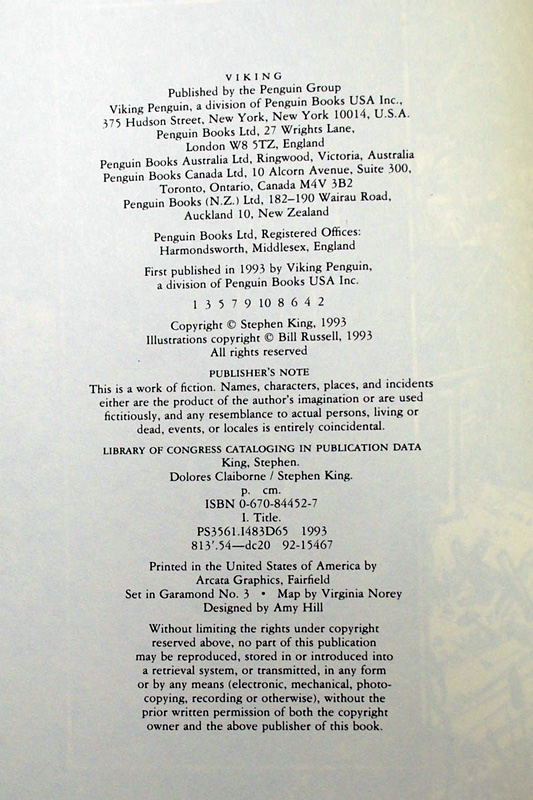 VIKING
Published by the Penguin Group
Viking Penguin, a division of Penguin Books USA Inc.,
375 Hudson Street, New York, New York 10014, U.S.A.
Penguin Books Ltd, 27 Wrights Lane,
London W8 5TZ, England
Penguin Books Australia Ltd, Ringwood, Victoria, Australia
Penguin Books Canada Ltd, 10 Alcorn Avenue, Suite 300,
Toronto, Ontario, Canada M4V 3B2
Penguin Books (N.Z.) Ltd, 182–190 Wairau Road,
Auckland 10, New Zealand
Penguin Books Ltd, Registered Offices:
Harmondsworth, Middlesex, England
First published in 1993 by Viking Penguin,
a division of Penguin Books USA Inc.
1 3 5 7 9 10 8 6 4 2
Copyright © Stephen King, 1993
Illustrations copyright © Bill Russell, 1993
All rights reserved
PUBLISHER'S NOTE
This is a work of fiction. Names, characters, places, and incidents
either are the product of the author's imagination or are used
fictitiously, and any resemblance to actual persons, living or
dead, events, or locales is entirely coincidental.
LIBRARY OF CONGRESS CATALOGING IN PUBLICATION DATA
King, Stephen.
Dolores Claiborne / Stephen King.
p. cm.
ISBN 0-670-84452-7
I. Title.
PS3561.I483D65 1993
813'.54—dc20 92-15467
Printed in the United States of America by
Arcata Graphics, Fairfield
Set in Garamond No. 3 • Map by Virginia Norey
Designed by Amy Hill
Without limiting the rights under copyright
reserved above, no part of this publication
may be reproduced, stored in or introduced into
a retrieval system, or transmitted, in any form
or by any means (electronic, mechanical, photo-
copying, recording or otherwise), without the
prior written permission of both the copyright
owner and the above publisher of this book.